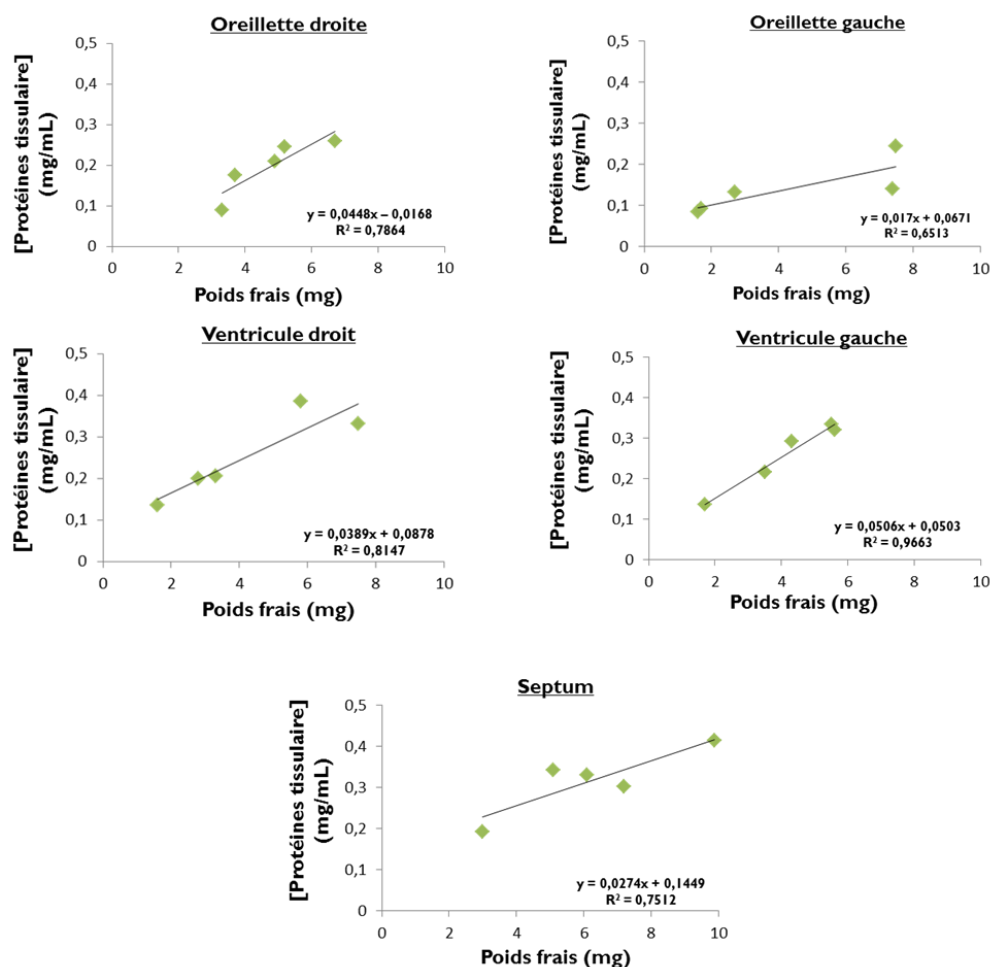 Oreillette droite
[Protéines tissulaire]
(mg/mL)
0,5
0,4
0,3
0,2
0,1
0
y = 0,0448x – 0,0168
R² = 0,7864
0 2 4 6 8 10
Poids frais (mg)
Oreillette gauche
[Protéines tissulaire]
(mg/mL)
0,5
0,4
0,3
0,2
0,1
0
y = 0,017x + 0,0671
R² = 0,6513
0 2 4 6 8 10
Poids frais (mg)
Ventricule droit
[Protéines tissulaire]
(mg/mL)
0,5
0,4
0,3
0,2
0,1
0
y = 0,0389x + 0,0878
R² = 0,8147
0 2 4 6 8 10
Poids frais (mg)
Ventricule gauche
[Protéines tissulaire]
(mg/mL)
0,5
0,4
0,3
0,2
0,1
0
y = 0,0506x + 0,0503
R² = 0,9663
0 2 4 6 8 10
Poids frais (mg)
Septum
[Protéines tissulaire]
(mg/mL)
0,5
0,4
0,3
0,2
0,1
0
y = 0,0274x + 0,1449
R² = 0,7512
0 2 4 6 8 10
Poids frais (mg)